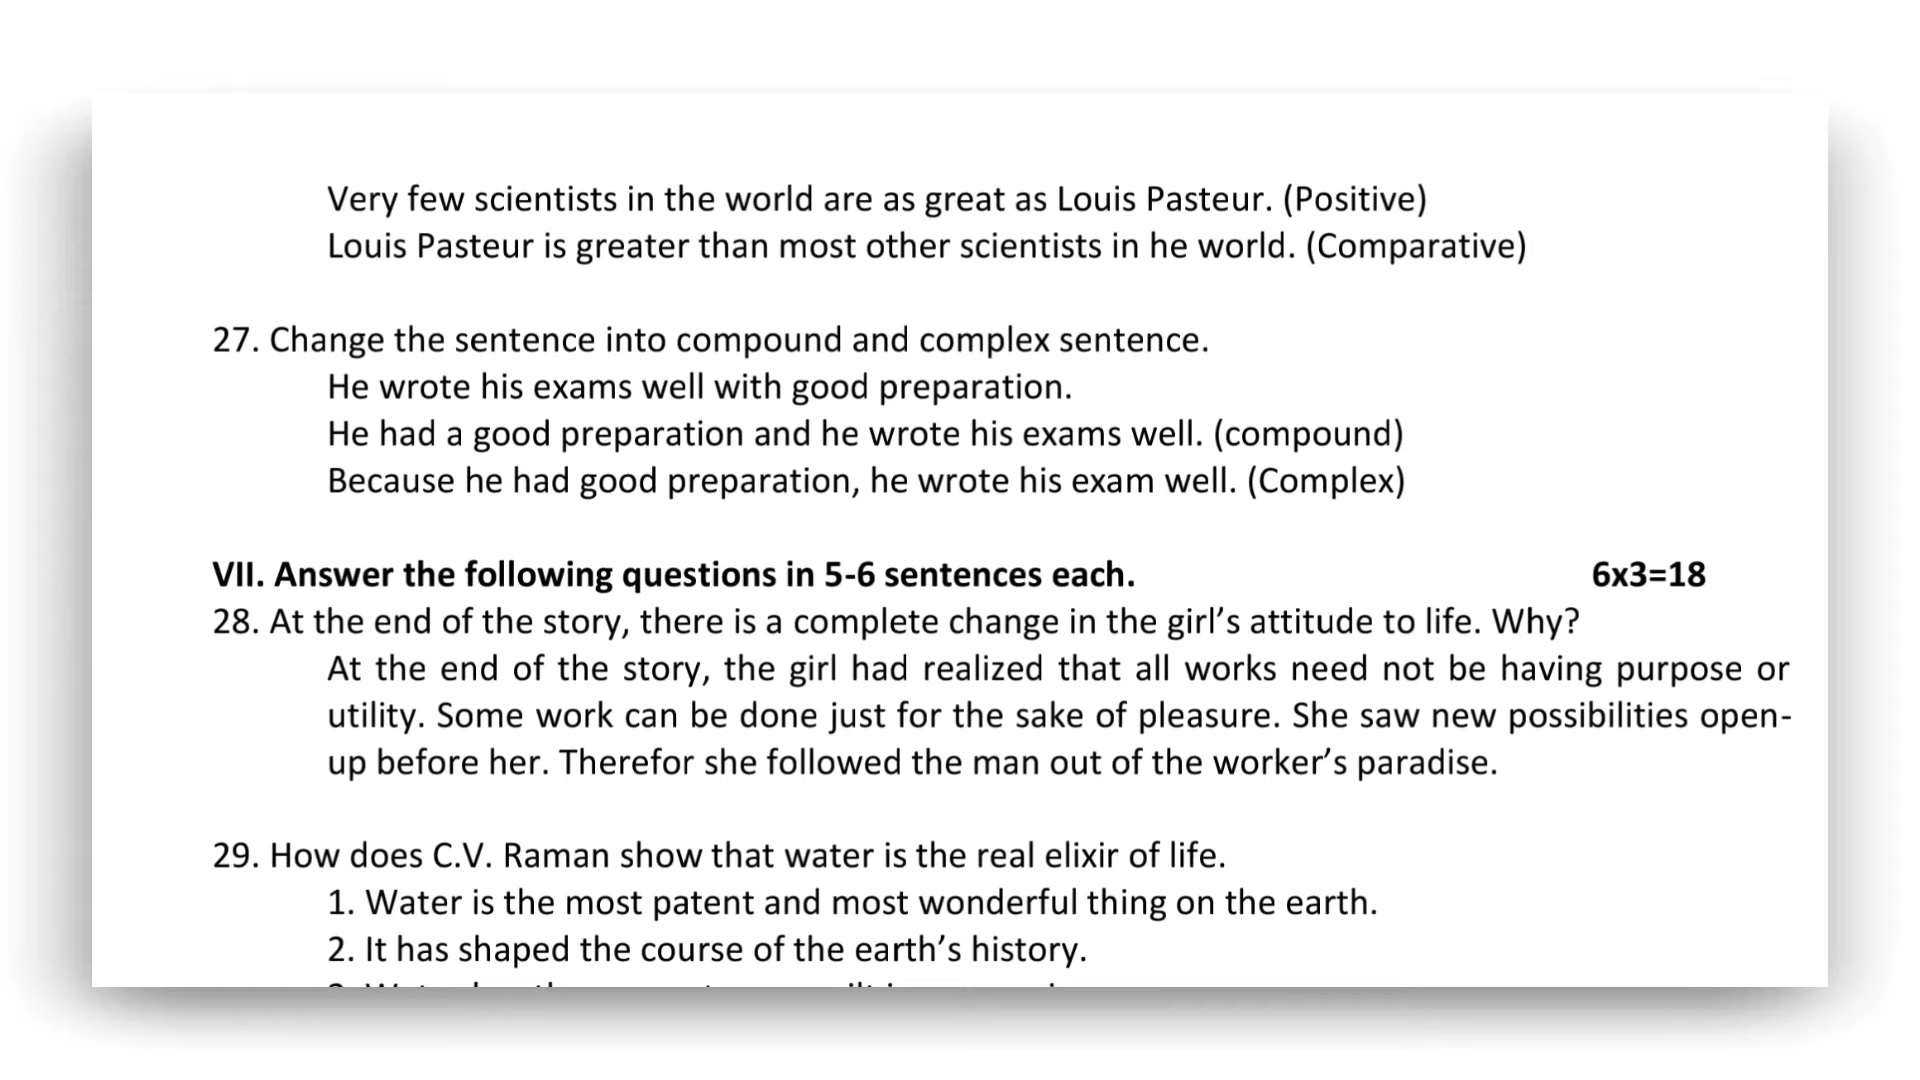 Very few scientists in the world are as great as Louis Pasteur. (Positive)
Louis Pasteur is greater than most other scientists in he world. (Comparative)
27. Change the sentence into compound and complex sentence.
He wrote his exams well with good preparation.
He had a good preparation and he wrote his exams well. (compound)
Because he had good preparation, he wrote his exam well. (Complex)
VII. Answer the following questions in 5-6 sentences each. 6x3=18
28. At the end of the story, there is a complete change in the girl’s attitude to life. Why?
At the end of the story, the girl had realized that all works need not be having purpose or
utility. Some work can be done just for the sake of pleasure. She saw new possibilities open-
up before her. Therefor she followed the man out of the worker’s paradise.
29. How does C.V. Raman show that water is the real elixir of life.
1. Water is the most patent and most wonderful thing on the earth.
2. It has shaped the course of the earth’s history.